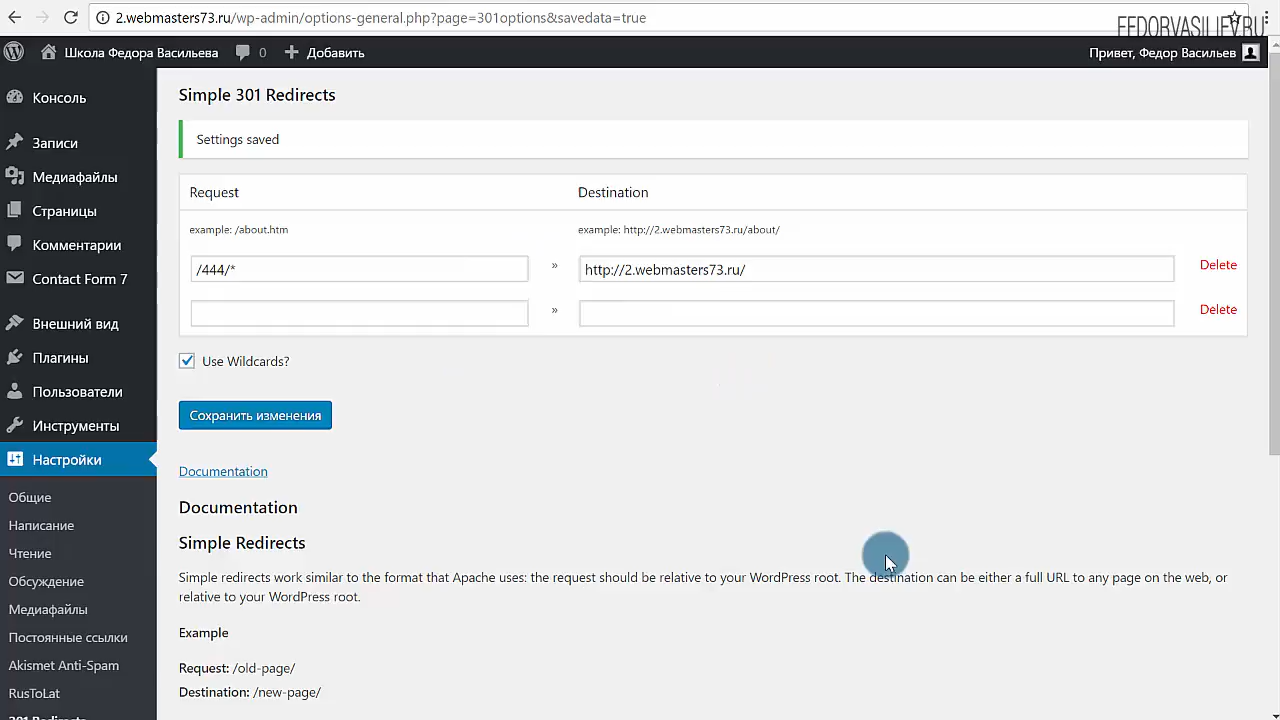 2.webmasters73.ru/wp-admin/options-general.php?page=301options&savedata=true
FEDORVASILIEV.RU
Школа Федора Васильева 0 Добавить Привет, Федор Васильев
Консоль
Записи
Медиафайлы
Страницы
Комментарии
Contact Form 7
Внешний вид
Плагины
Пользователи
Инструменты
Настройки
Общие
Написание
Чтение
Обсуждение
Медиафайлы
Постоянные ссылки
Akismet Anti-Spam
RusToLat
301 Redirects
Simple 301 Redirects
Settings saved
Request Destination
example: /about.htm example: http://2.webmasters73.ru/about/
/444/* » http://2.webmasters73.ru/ Delete
» Delete
Use Wildcards?
Сохранить изменения
Documentation
Documentation
Simple Redirects
Simple redirects work similar to the format that Apache uses: the request should be relative to your WordPress root. The destination can be either a full URL to any page on the web, or
relative to your WordPress root.
Example
Request: /old-page/
Destination: /new-page/